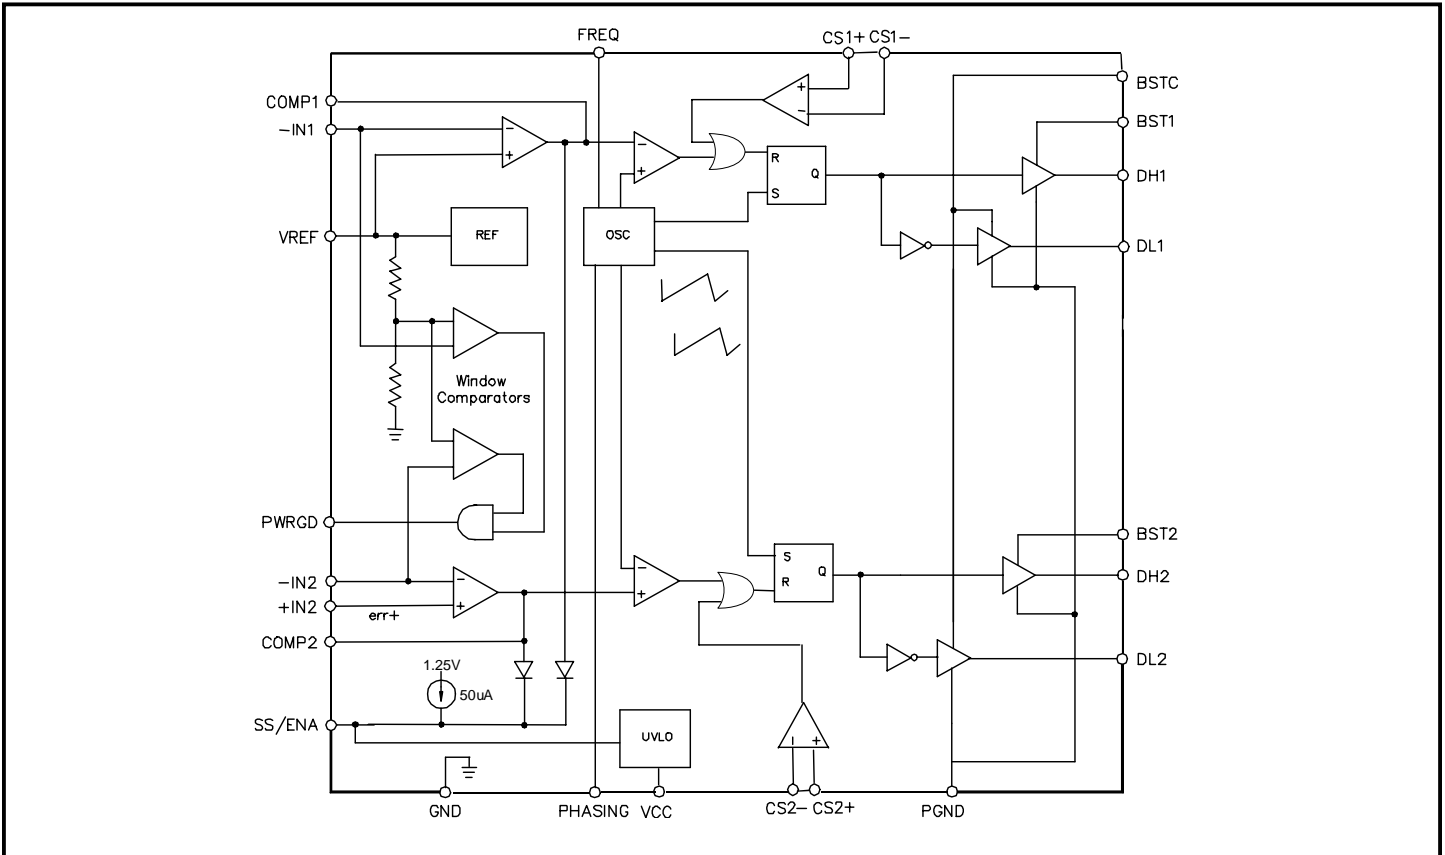 FREQ
CS1+ CS1-
COMP1
-IN1
VREF
REF
OSC
- +
- +
+ -
R
S
Q
BSTC
BST1
DH1
DL1
Window
Comparators
PWRGD
-IN2
+IN2
err+
- +
- +
COMP2
1.25V
50uA
SS/ENA
UVLO
S
R
Q
- +
BST2
DH2
DL2
GND
PHASING
VCC
CS2- CS2+
PGND